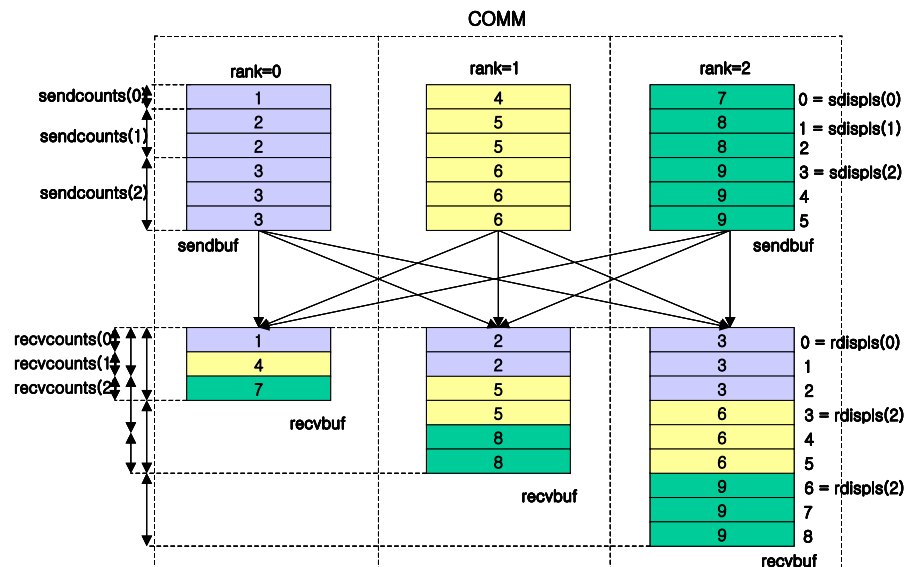 COMM
rank=0 rank=1 rank=2
sendcounts(0) 1 4 7 0 = sdispls(0)
sendcounts(1) 2 5 8 1 = sdispls(1)
2 5 8 2
sendcounts(2) 3 6 9 3 = sdispls(2)
3 6 9 4
3 6 9 5
sendbuf sendbuf
recvcounts(0) 1 2 3 0 = rdispls(0)
recvcounts(1 4 2 3 1
recvcounts(2 7 5 3 2
5 6 3 = rdispls(2)
recvbuf
8 6 4
8 6 5
recvbuf
9 6 = rdispls(2)
9 7
9 8
recvbuf